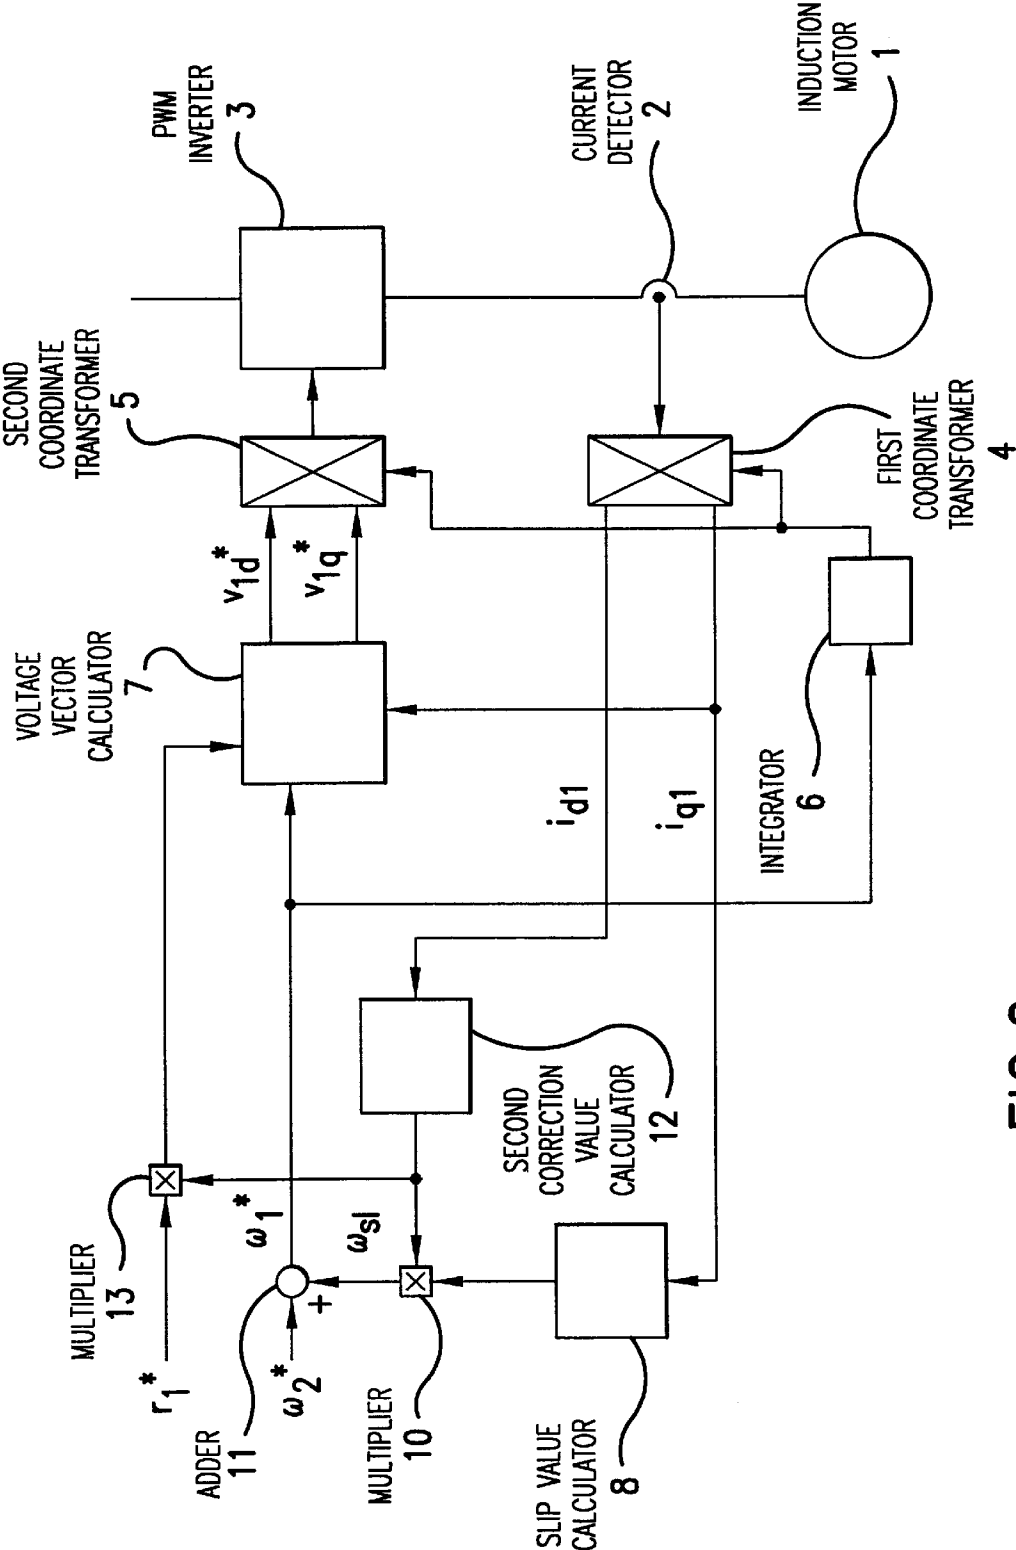 MULTIPLIER
13
r1*
VOLTAGE
VECTOR
CALCULATOR
7
SECOND
COORDINATE
TRANSFORMER
5
PWM
INVERTER
3
ADDER
11
ω2*
+
ω1*
v1d*
v1q*
MULTIPLIER
10
ωsl
SLIP VALUE
CALCULATOR
8
SECOND
CORRECTION
VALUE
CALCULATOR
12
id1
iq1
CURRENT
DETECTOR
2
INTEGRATOR
6
FIRST
COORDINATE
TRANSFORMER
4
INDUCTION
MOTOR
1